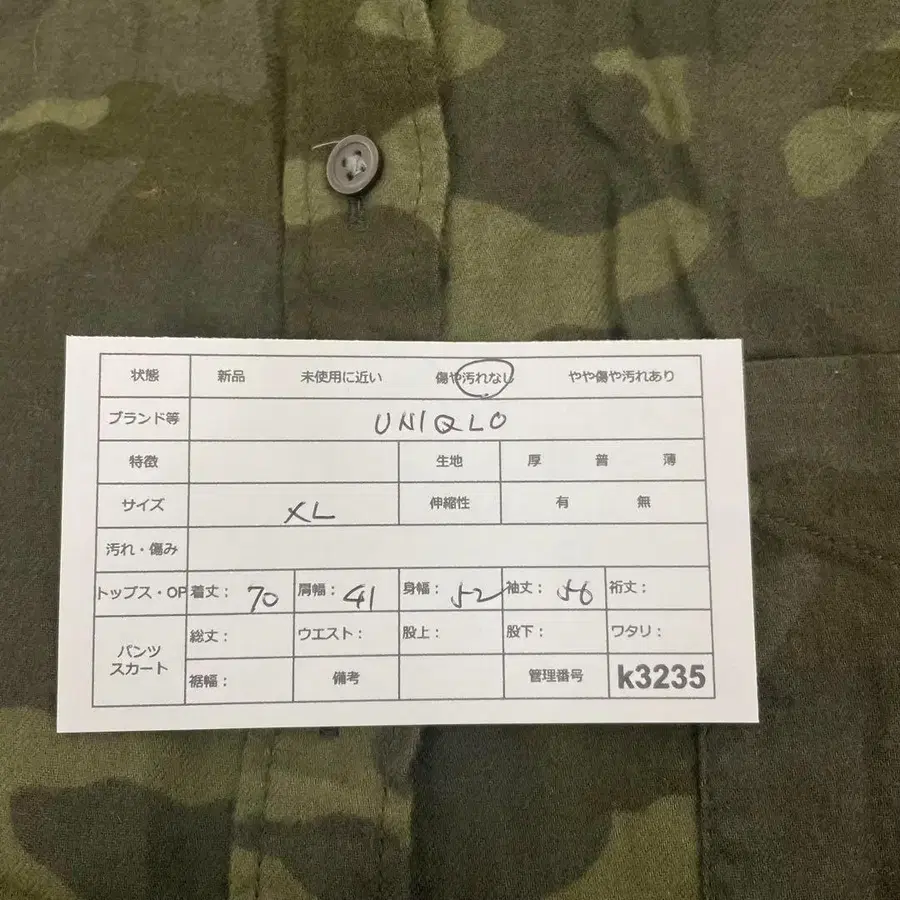 状態 新品 未使用に近い 傷や汚れなし やや傷や汚れあり
ブランド等 UNIQLO
特徴 生地 厚 普 薄
サイズ XL 伸縮性 有 無
汚れ・傷み
トップス・OP 着丈: 70 肩幅: 41 身幅: 52 袖丈: 56 裄丈:
パンツ
スカート
総丈: ウエスト: 股上: 股下: ワタリ:
裾幅: 備考 管理番号 k3235